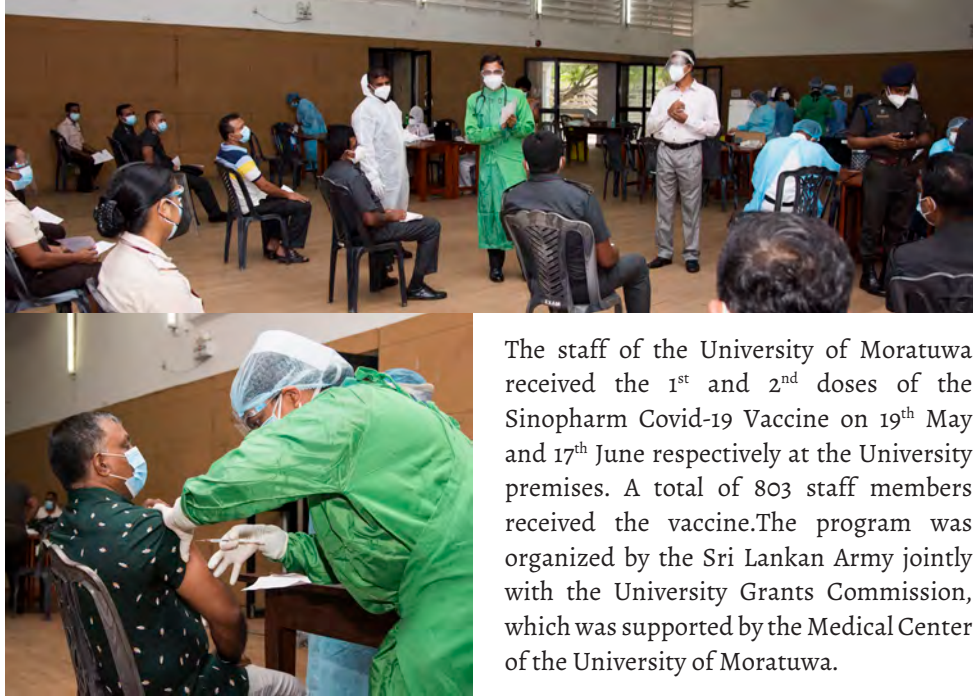 The staff of the University of Moratuwa
received the 1st and 2nd doses of the
Sinopharm Covid-19 Vaccine on 19th May
and 17th June respectively at the University
premises. A total of 803 staff members
received the vaccine.The program was
organized by the Sri Lankan Army jointly
with the University Grants Commission,
which was supported by the Medical Center
of the University of Moratuwa.